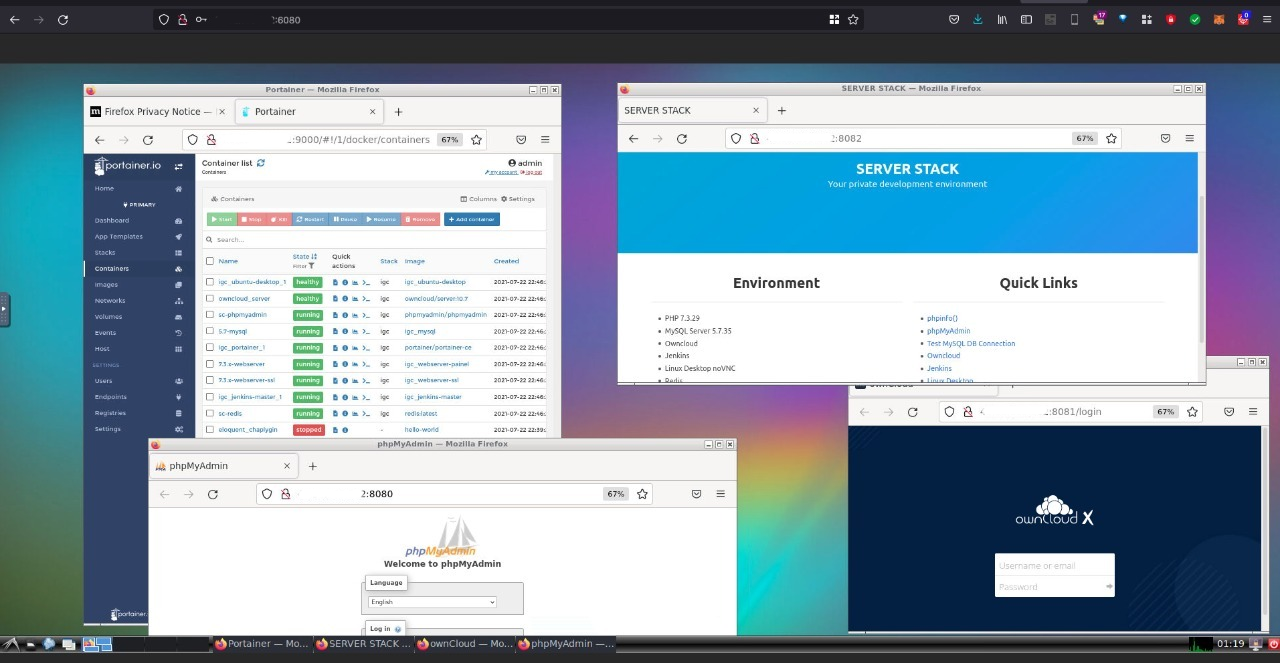 :6080
17
0
Portainer — Mozilla Firefox
Firefox Privacy Notice —
Portainer
:9000/#!/1/docker/containers
67%
portainer.io
Home
PRIMARY
Dashboard
App Templates
Stacks
Containers
Images
Networks
Volumes
Events
Host
SETTINGS
Users
Endpoints
Registries
Settings
portainer.
Container list
Containers
admin
my account
log out
Containers
Columns
Settings
Start
Stop
Kill
Restart
Pause
Resume
Remove
Add container
Search...
Name
State
Filter
Quick actions
Stack
Image
Created
igc_ubuntu-desktop_1 healthy igc igc_ubuntu-desktop 2021-07-22 22:46:
owncloud_server healthy igc owncloud/server:10.7 2021-07-22 22:46:
sc-phpmyadmin running igc phpmyadmin/phpmyadmin 2021-07-22 22:46:
5.7-mysql running igc igc_mysql 2021-07-22 22:46:
igc_portainer_1 running igc portainer/portainer-ce 2021-07-22 22:46:
7.3.x-webserver running igc igc_webserver-painel 2021-07-22 22:46:
7.3.x-webserver-ssl running igc igc_webserver-ssl 2021-07-22 22:46:
igc_jenkins-master_1 running igc igc_jenkins-master 2021-07-22 22:46:
sc-redis running igc redis:latest 2021-07-22 22:46:
eloquent_chaplygin stopped - hello-world 2021-07-22 22:39:
SERVER STACK — Mozilla Firefox
SERVER STACK
:8082
67%
SERVER STACK
Your private development environment
Environment
PHP 7.3.29
MySQL Server 5.7.35
Owncloud
Jenkins
Linux Desktop noVNC
Redis
Quick Links
phpinfo()
phpMyAdmin
Test MySQL DB Connection
Owncloud
Jenkins
Linux Desktop
phpMyAdmin — Mozilla Firefox
phpMyAdmin
:8080
67%
phpMyAdmin
Welcome to phpMyAdmin
Language
English
Log in
ownCloud
:8081/login
67%
ownCloud X
Username or email
Password
Portainer — Mo...
SERVER STACK ...
ownCloud — Mo...
phpMyAdmin —...
01:19